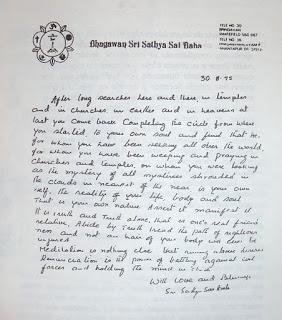 Bhagawan Sri Sathya Sai Baba
BRINDAVAN
30.8.75
After long searches here and there in temples
and in churches, in earths and in heavens at
last you come back Completing the circle from where
you started to your own soul and find that He,
for whom you have been seeking all over the world,
for whom you have been weeping and praying in
churches and temples, on whom you were looking
as the mystery of all mysteries shrouded in
the clouds is nearest of the near is your own
self, the reality of your life, body and soul
That is your own nature Assert it manifest it
It is truth and truth alone, that is one's real friend
relation, Abide by truth tread the path of righteous
ness and not an hair of your body will ever be
injured
Meditation is nothing else but rising above desires
Renunciation is the power of battling against evil
forces and holding the mind in
With love and Blessings
Sri Sathya Sai Baba